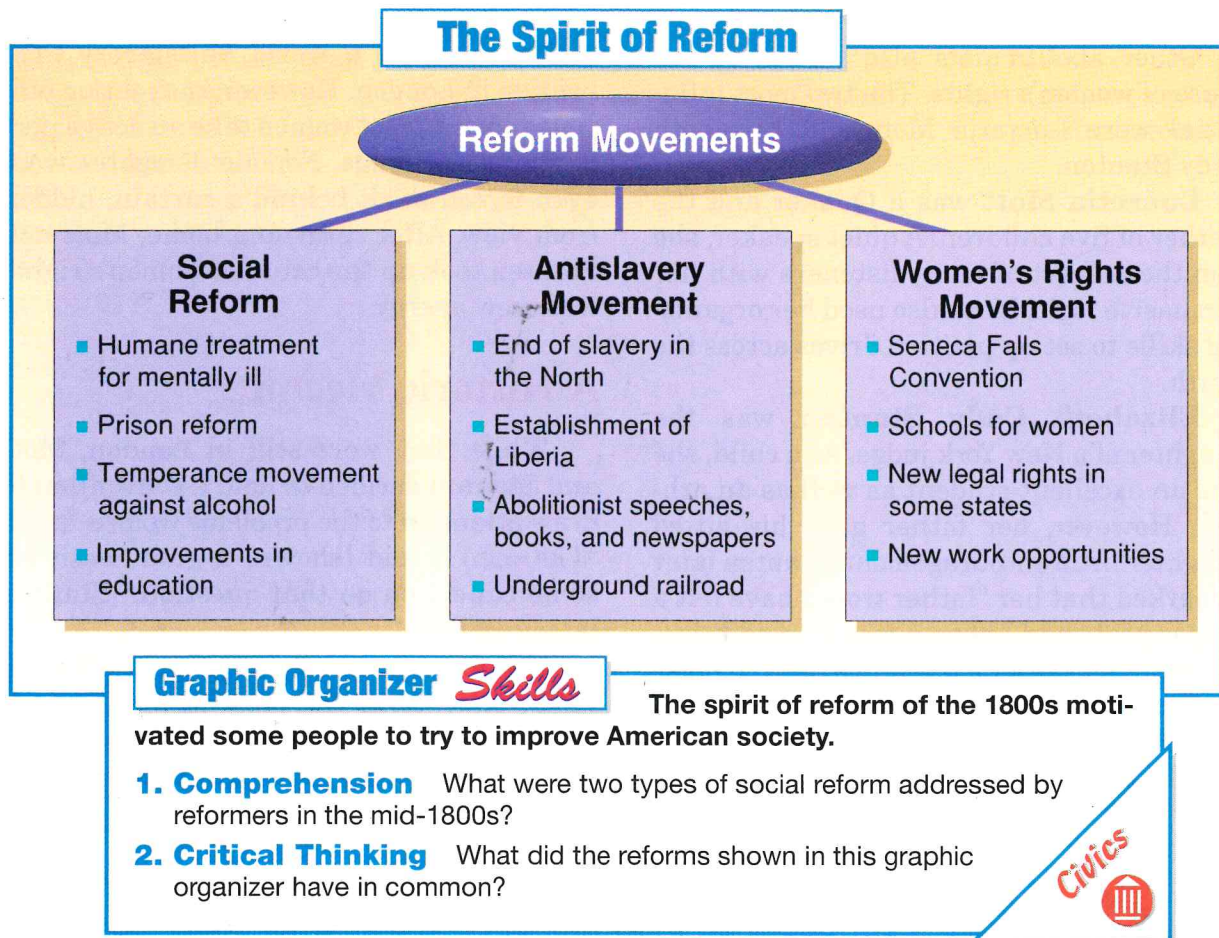 The Spirit of Reform
Reform Movements
Social
Reform
Humane treatment
for mentally ill
Prison reform
Temperance movement
against alcohol
Improvements in
education
Antislavery
Movement
End of slavery in
the North
Establishment of
Liberia
Abolitionist speeches,
books, and newspapers
Underground railroad
Women's Rights
Movement
Seneca Falls
Convention
Schools for women
New legal rights in
some states
New work opportunities
Graphic Organizer Skills
The spirit of reform of the 1800s moti-
vated some people to try to improve American society.
1. Comprehension What were two types of social reform addressed by
reformers in the mid-1800s?
2. Critical Thinking What did the reforms shown in this graphic
organizer have in common?
Civics